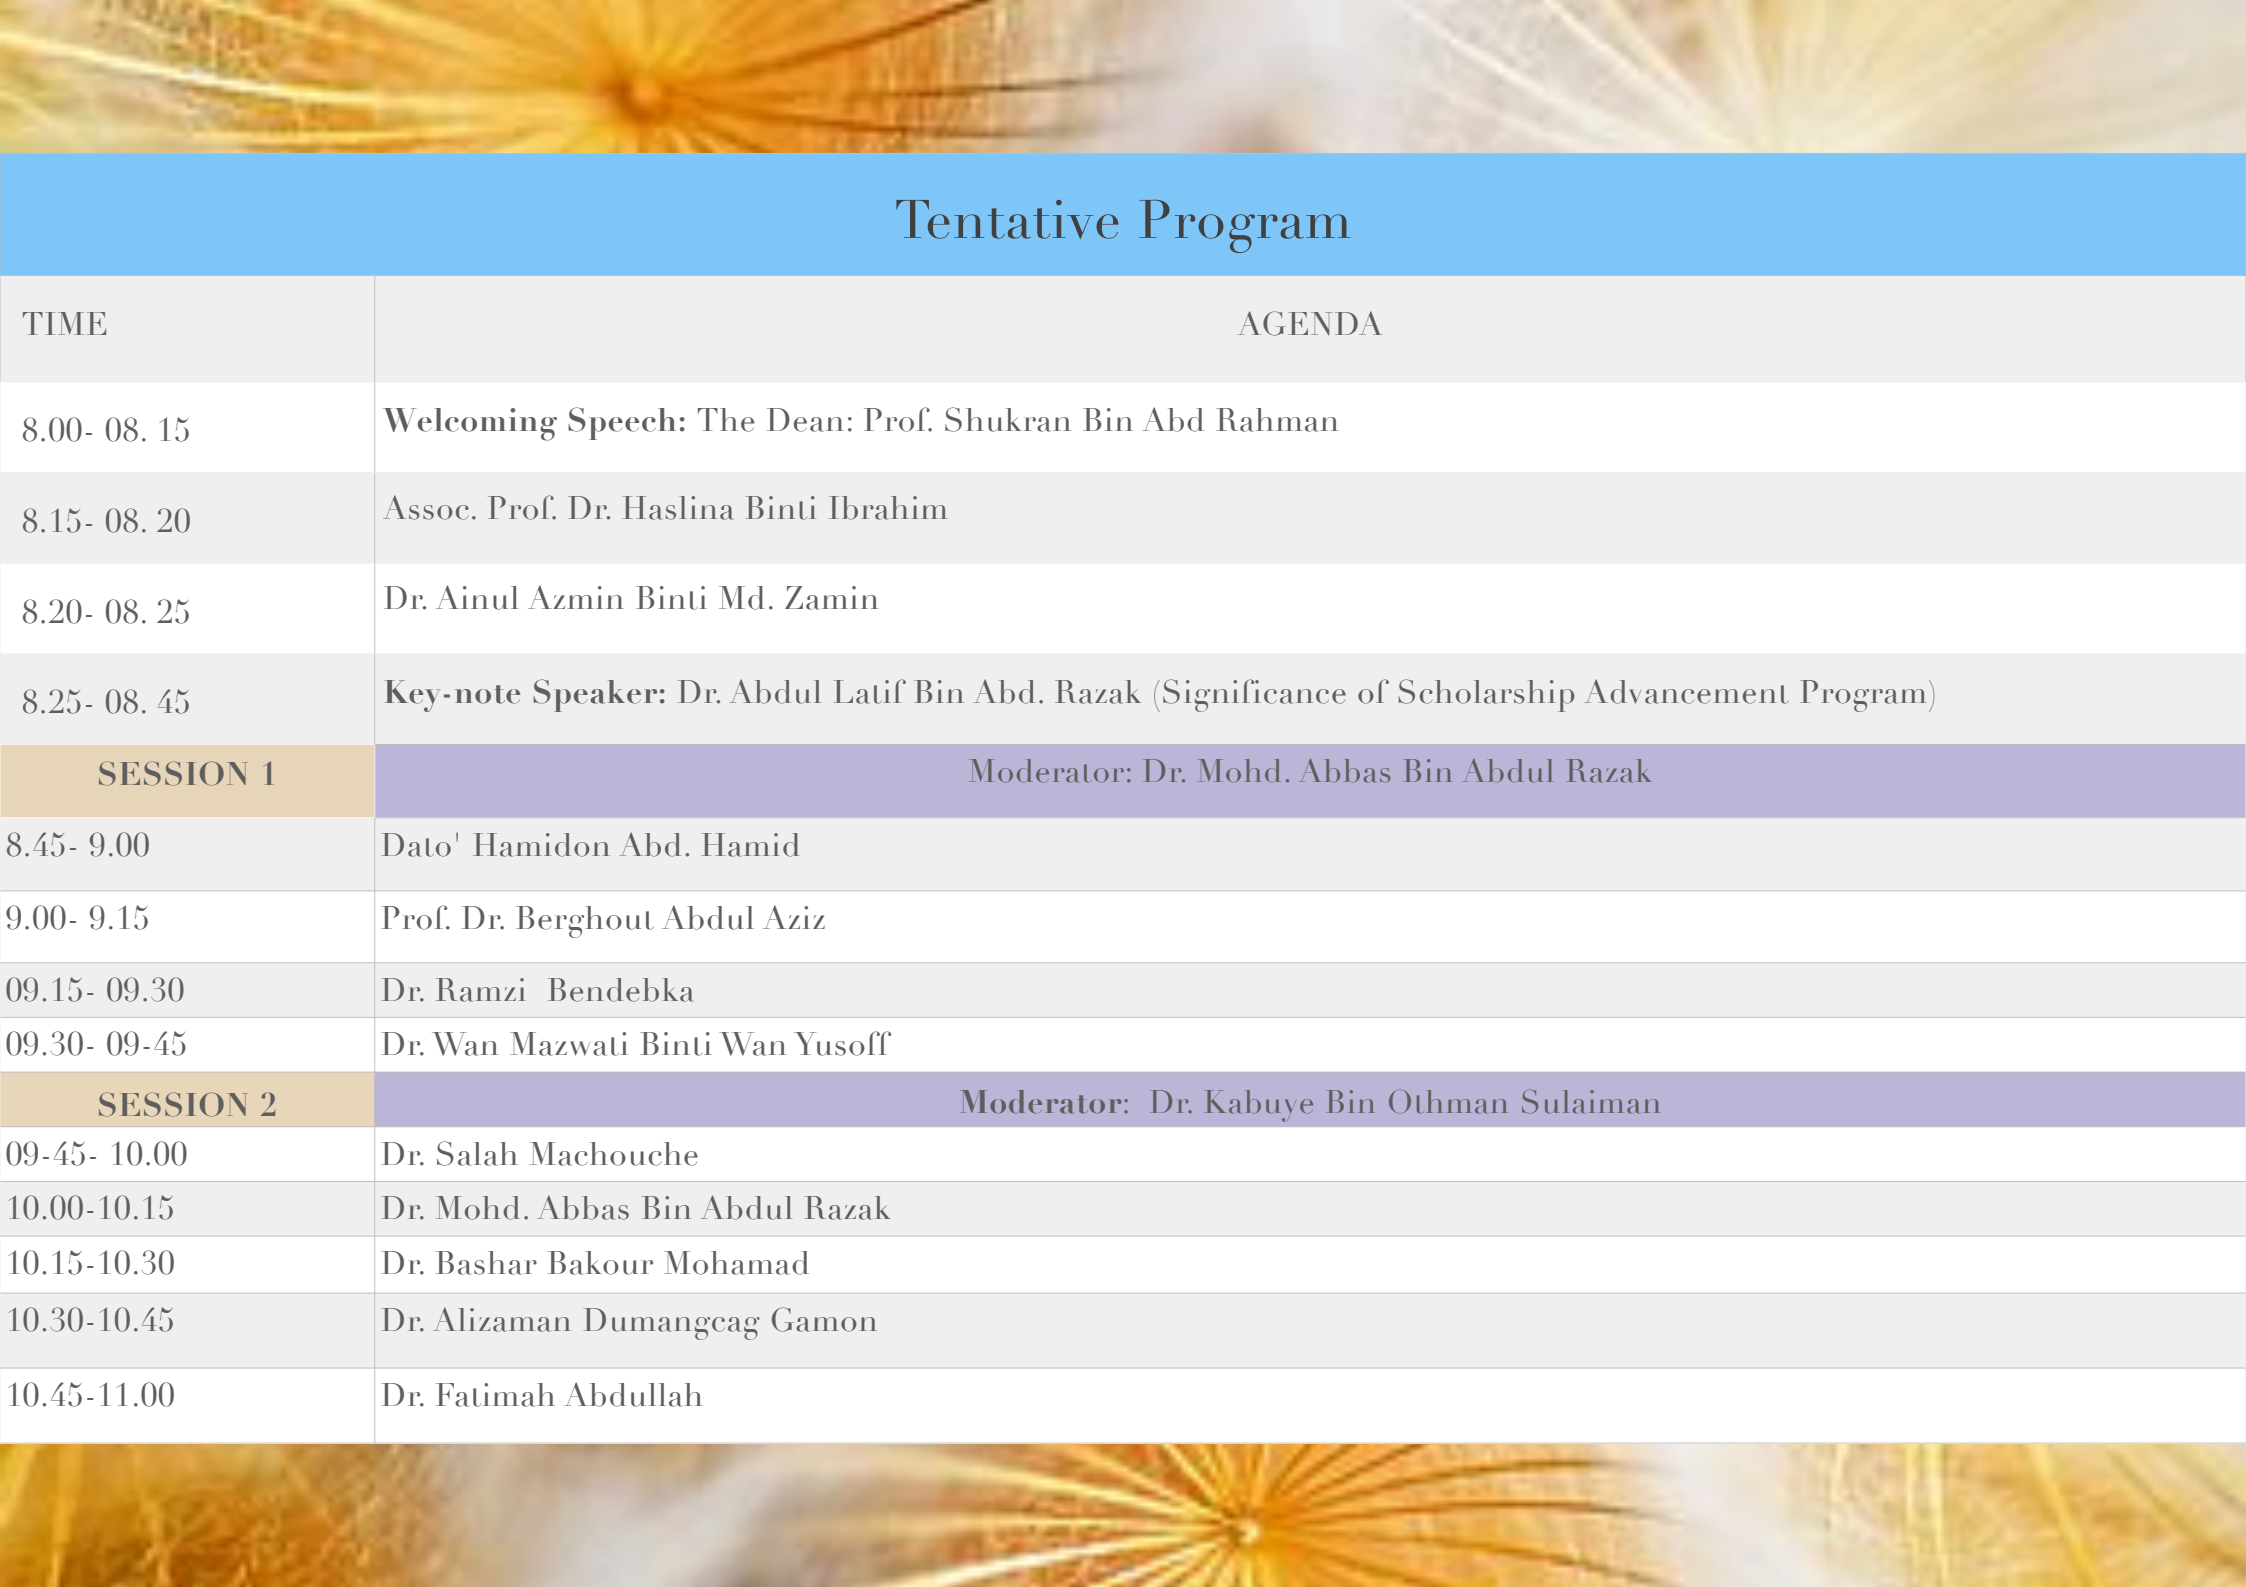 Tentative Program
TIME AGENDA
8.00- 08. 15 Welcoming Speech: The Dean: Prof. Shukran Bin Abd Rahman
8.15- 08. 20 Assoc. Prof. Dr. Haslina Binti Ibrahim
8.20- 08. 25 Dr. Ainul Azmin Binti Md. Zamin
8.25- 08. 45 Key-note Speaker: Dr. Abdul Latif Bin Abd. Razak (Significance of Scholarship Advancement Program)
SESSION 1 Moderator: Dr. Mohd. Abbas Bin Abdul Razak
8.45- 9.00 Dato' Hamidon Abd. Hamid
9.00- 9.15 Prof. Dr. Berghout Abdul Aziz
09.15- 09.30 Dr. Ramzi  Bendebka
09.30- 09-45 Dr. Wan Mazwati Binti Wan Yusoff
SESSION 2 Moderator:  Dr. Kabuye Bin Othman Sulaiman
09-45- 10.00 Dr. Salah Machouche
10.00-10.15 Dr. Mohd. Abbas Bin Abdul Razak
10.15-10.30 Dr. Bashar Bakour Mohamad
10.30-10.45 Dr. Alizaman Dumangcag Gamon
10.45-11.00 Dr. Fatimah Abdullah